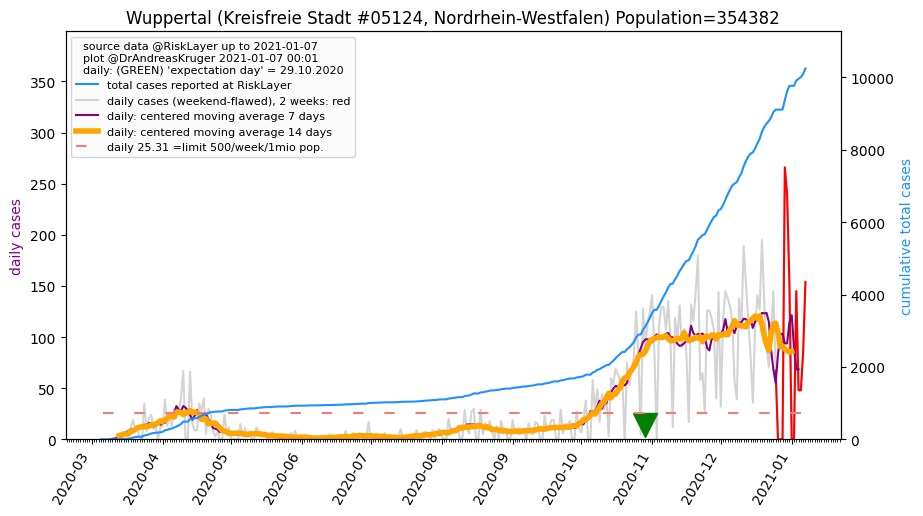 Wuppertal (Kreisfreie Stadt #05124, Nordrhein-Westfalen) Population=354382
source data @RiskLayer up to 2021-01-07
plot @DrAndreasKruger 2021-01-07 00:01
daily: (GREEN) 'expectation day' = 29.10.2020
total cases reported at RiskLayer
daily cases (weekend-flawed), 2 weeks: red
daily: centered moving average 7 days
daily: centered moving average 14 days
daily 25.31 =limit 500/week/1mio pop.
daily cases
350
300
250
200
150
100
50
0
cumulative total cases
10000
8000
6000
4000
2000
0
2020-03
2020-04
2020-05
2020-06
2020-07
2020-08
2020-09
2020-10
2020-11
2020-12
2021-01